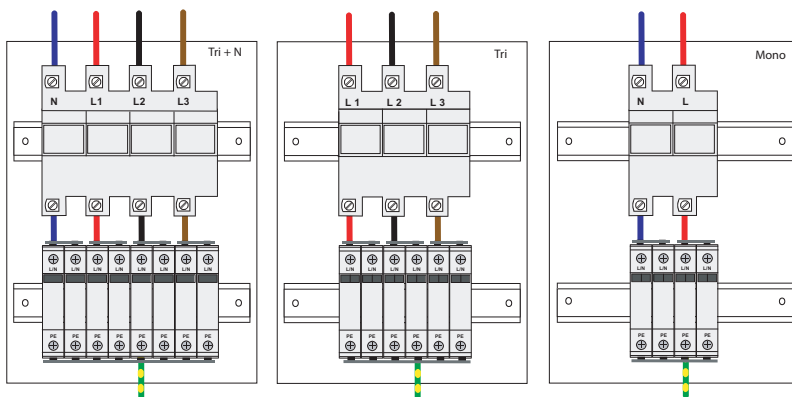 Tri + N
N L1 L2 L3
L/N L/N L/N L/N L/N L/N L/N L/N
PE PE PE PE PE PE PE PE
Tri
L 1 L 2 L 3
L/N L/N L/N L/N L/N L/N
PE PE PE PE PE PE
Mono
N L
L/N L/N L/N L/N
PE PE PE PE